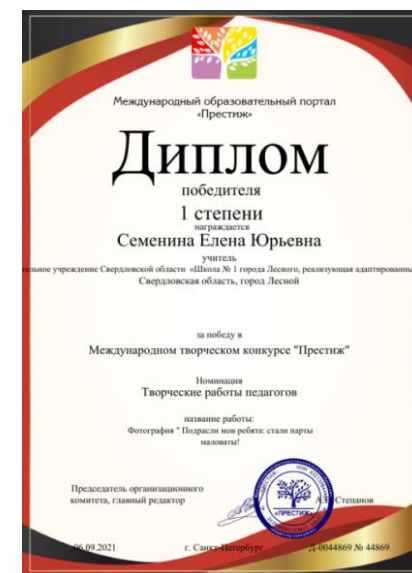 Международный образовательный портал
«Престиж»
Диплом
победителя
1 степени
награждается
Семенина Елена Юрьевна
учитель
учреждение Свердловской области «Школа № 1 города Лесного, реализующая
Свердловская область, город Лесной
за победу в
Международном творческом конкурсе "Престиж"
Номинация
Творческие работы педагогов
название работы:
Фотография " Подрасли мои ребята: стали парты
маловаты!
Председатель организационного
комитета, главный редактор
Степанов
«ПРЕСТИЖ»
06.09.2021 г. Санкт-Петербург Д-0044869 № 44869